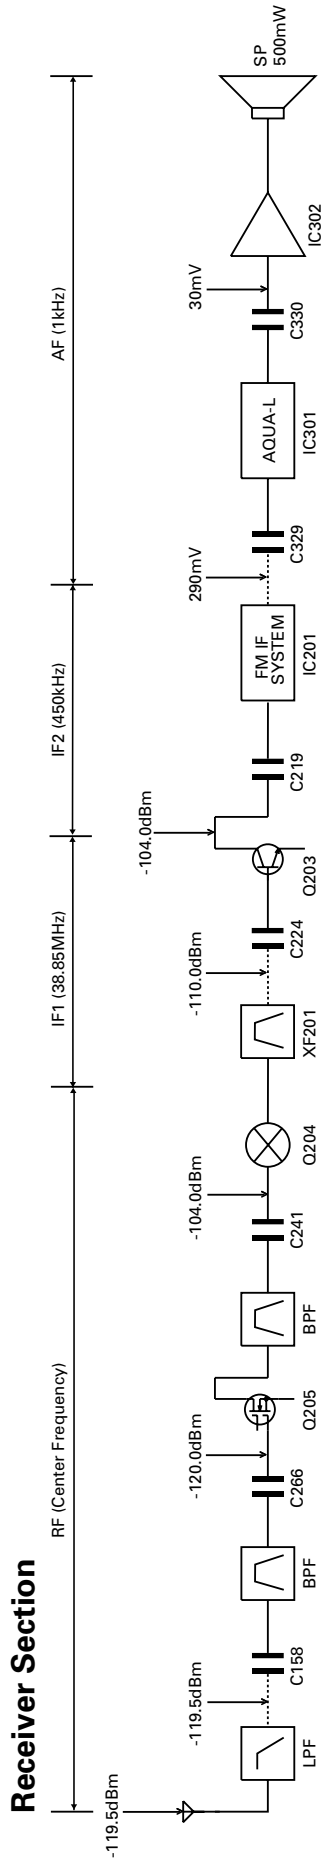 Receiver Section
RF (Center Frequency)
IF1 (38.85MHz)
IF2 (450kHz)
AF (1kHz)
-119.5dBm
-119.5dBm
-120.0dBm
-104.0dBm
-110.0dBm
-104.0dBm
290mV
30mV
SP
500mW
LPF
C158
BPF
C266
Q205
BPF
C241
Q204
XF201
C224
Q203
C219
FM IF
SYSTEM
IC201
C329
AQUA-L
IC301
C330
IC302